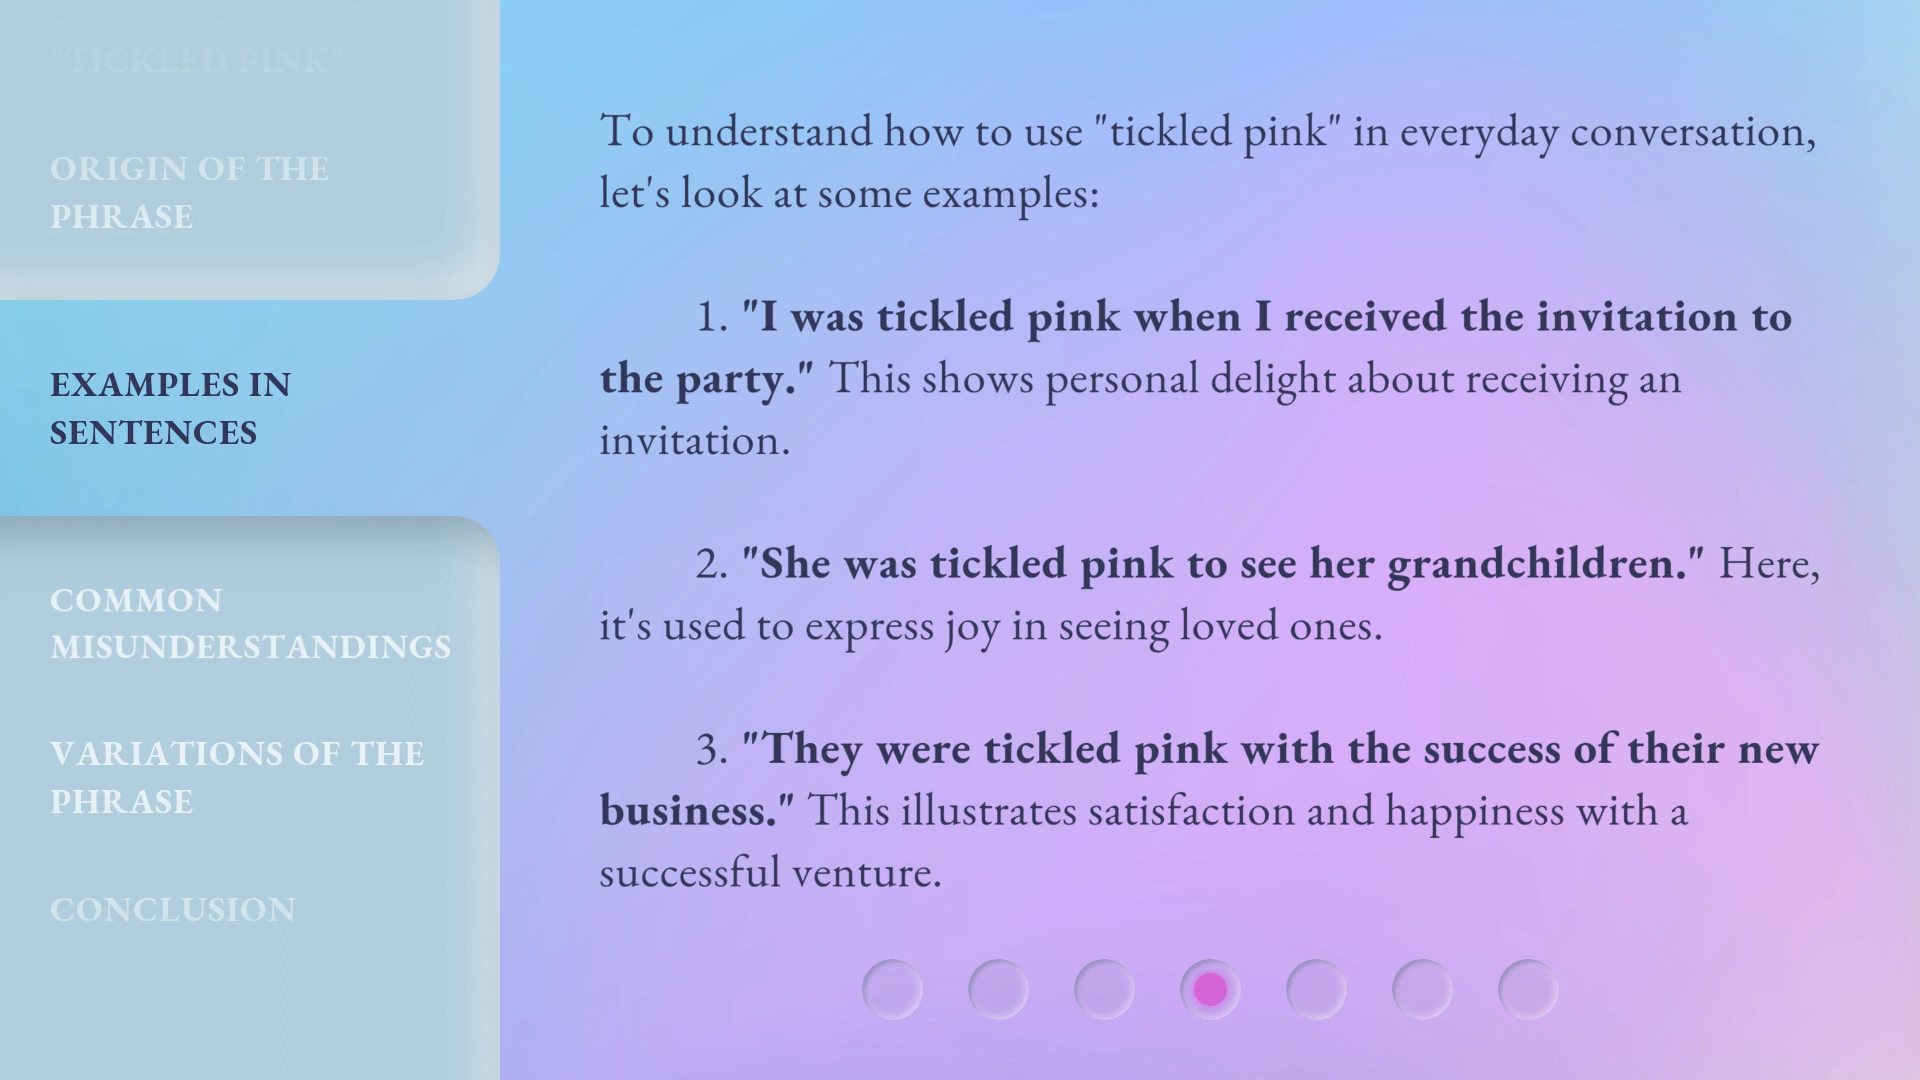 "TICKLED PINK"
ORIGIN OF THE
PHRASE
EXAMPLES IN
SENTENCES
COMMON
MISUNDERSTANDINGS
VARIATIONS OF THE
PHRASE
CONCLUSION
To understand how to use "tickled pink" in everyday conversation,
let's look at some examples:
1. "I was tickled pink when I received the invitation to
the party." This shows personal delight about receiving an
invitation.
2. "She was tickled pink to see her grandchildren." Here,
it's used to express joy in seeing loved ones.
3. "They were tickled pink with the success of their new
business." This illustrates satisfaction and happiness with a
successful venture.